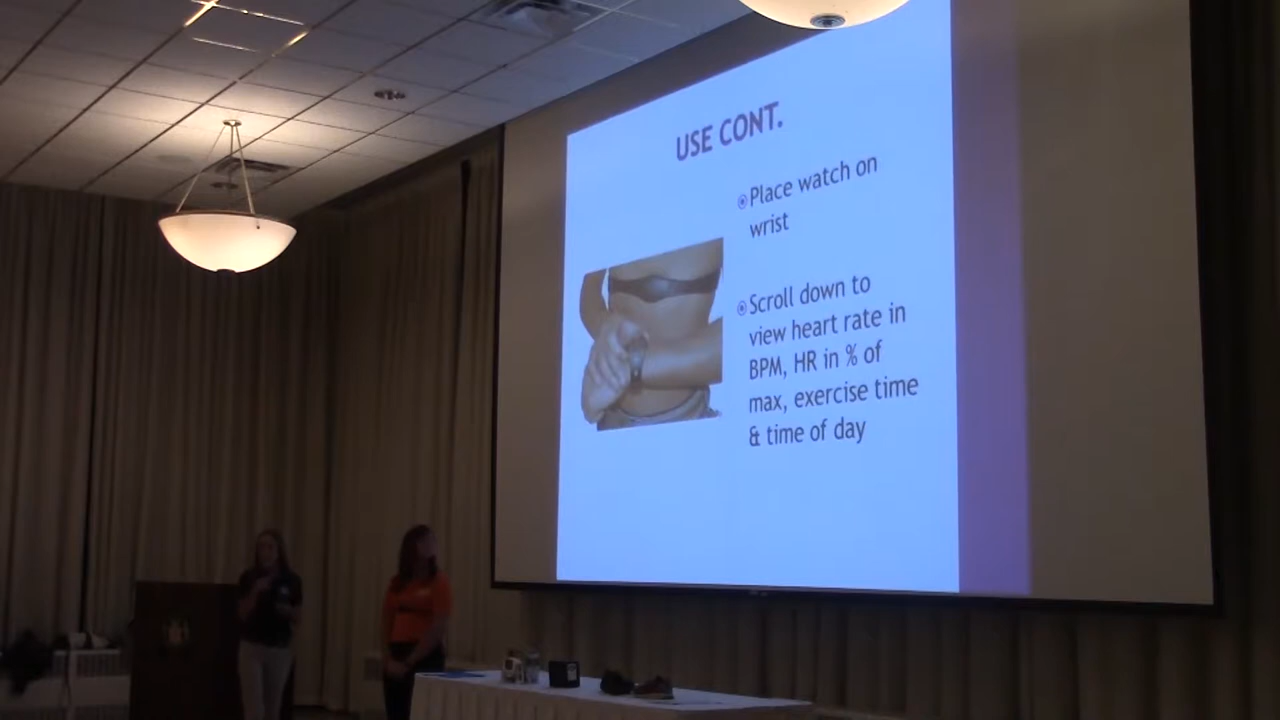 USE CONT.
Place watch on
wrist
Scroll down to
view heart rate in
BPM, HR in % of
max, exercise time
& time of day